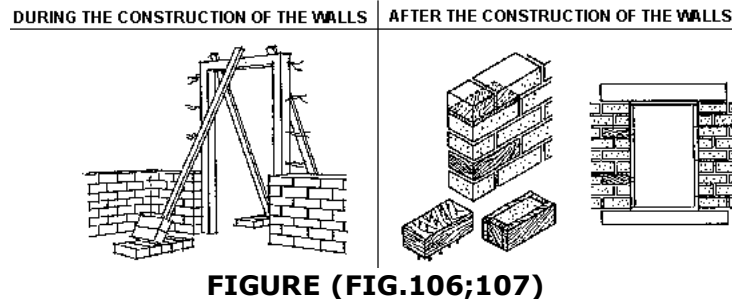 DURING THE CONSTRUCTION OF THE WALLS
AFTER THE CONSTRUCTION OF THE WALLS
FIGURE (FIG.106;107)